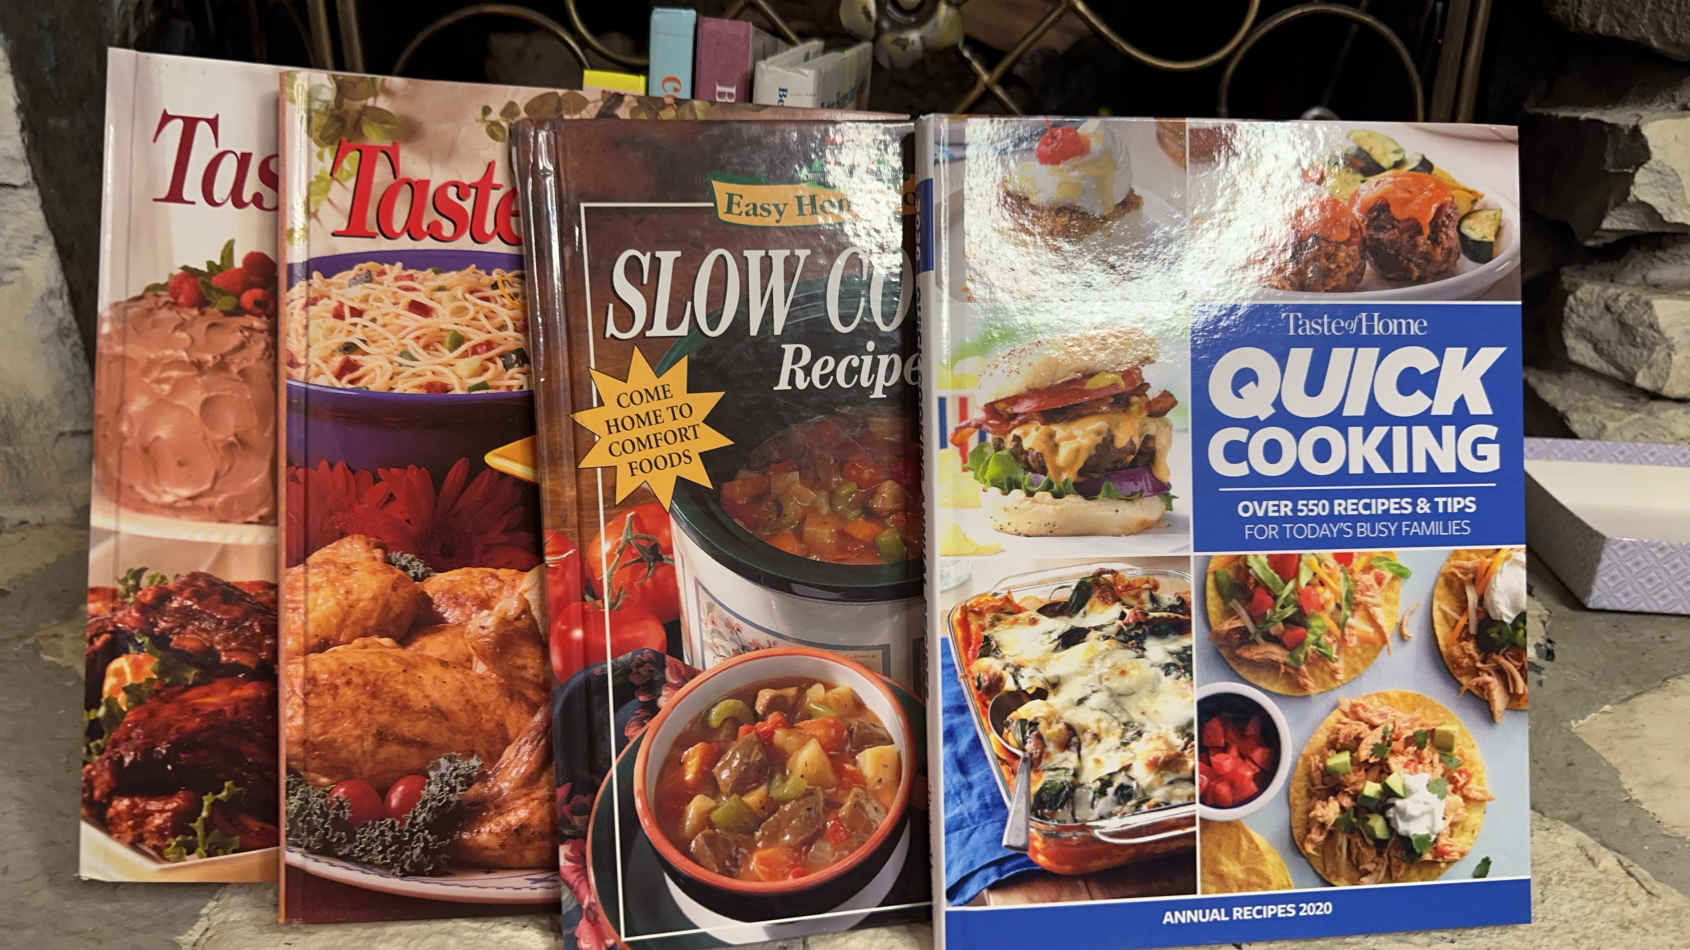 Tas
Taste
Easy Hom
SLOW CO
Recipe
COME
HOME TO
COMFORT
FOODS
Taste of Home
QUICK
COOKING
OVER 550 RECIPES & TIPS
FOR TODAY'S BUSY FAMILIES
ANNUAL RECIPES 2020